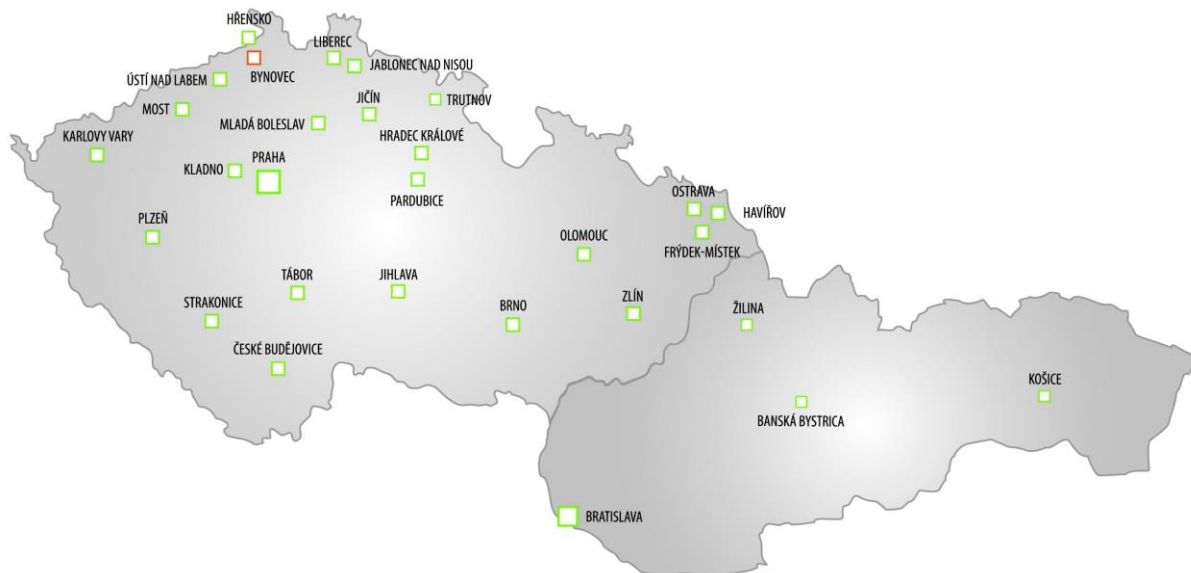 HŘENSKO
LIBEREC
JABLONEC NAD NISOU
ÚSTÍ NAD LABEM
BYNOVEC
MOST
JIČÍN
TRUTNOV
MLADÁ BOLESLAV
KARLOVY VARY
HRADEC KRÁLOVÉ
PRAHA
KLADNO
PARDUBICE
OSTRAVA
HAVÍŘOV
PLZEŇ
OLOMOUC
FRÝDEK-MÍSTEK
TÁBOR
JIHLAVA
STRAKONICE
BRNO
ZLÍN
ŽILINA
ČESKÉ BUDĚJOVICE
KOŠICE
BANSKÁ BYSTRICA
BRATISLAVA